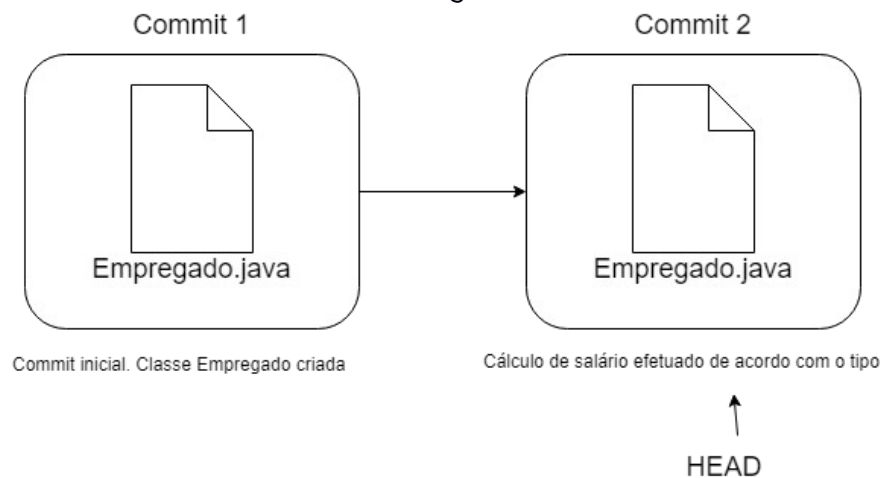 Commit 1
Commit 2
Empregado.java
Empregado.java
Commit inicial. Classe Empregado criada
Cálculo de salário efetuado de acordo com o tipo
HEAD